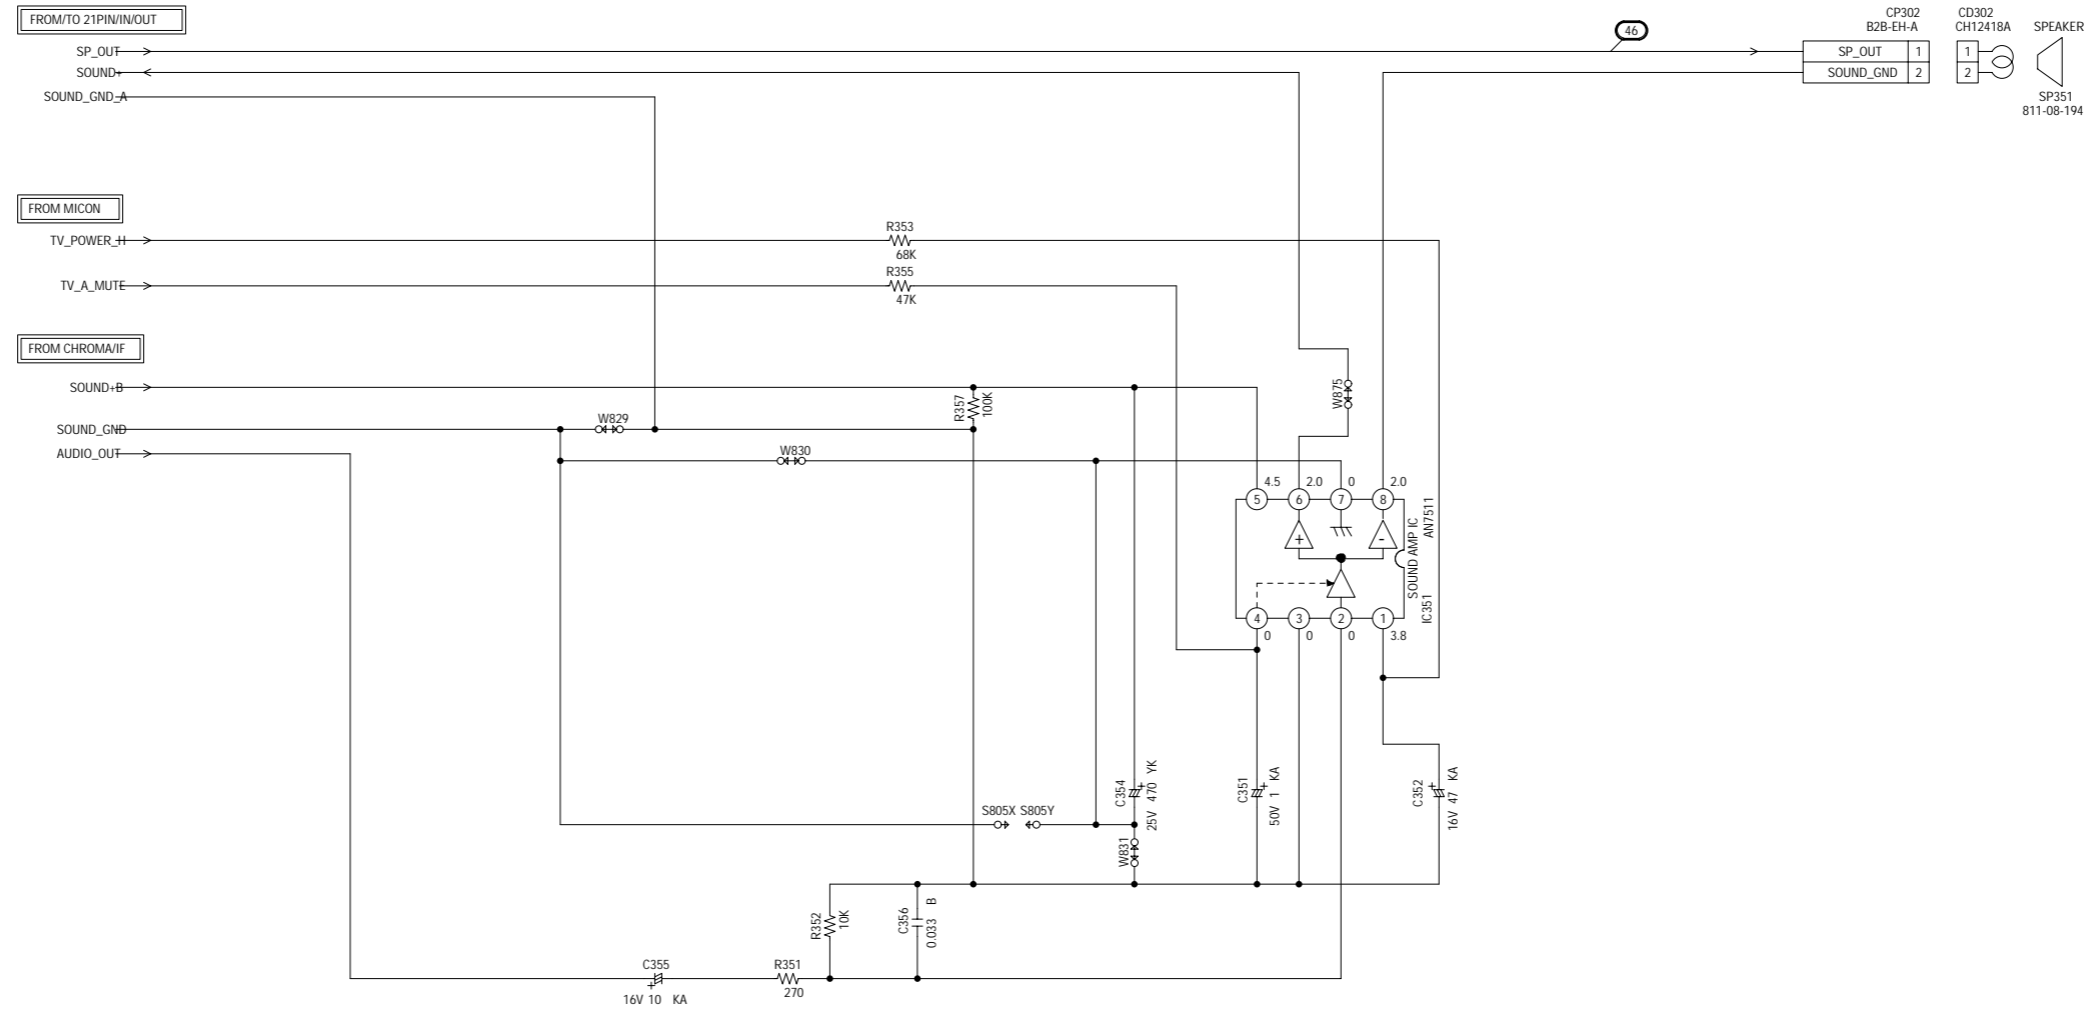 FROM/TO 21PIN/IN/OUT
SP_OUT
SOUND+
SOUND_GND_A
46
CP302
B2B-EH-A
SP_OUT 1
SOUND_GND 2
CD302
CH12418A
1
2
SPEAKER
SP351
811-08-194
FROM MICON
TV_POWER_H
R353
68K
TV_A_MUTE
R355
47K
FROM CHROMA/IF
SOUND+B
SOUND_GND
AUDIO_OUT
W829
W830
R357
100K
W875
5 4.5 6 2.0 7 0 8 2.0
+ -
SOUND AMP IC
AN7511
IC351
4 3 2 1
0 0 0 3.8
S805X S805Y
C354
+
25V 470 YK
W831
C351
+
50V 1 KA
C352
+
16V 47 KA
R352
10K
C356
0.033 B
C355
+
16V 10 KA
R351
270